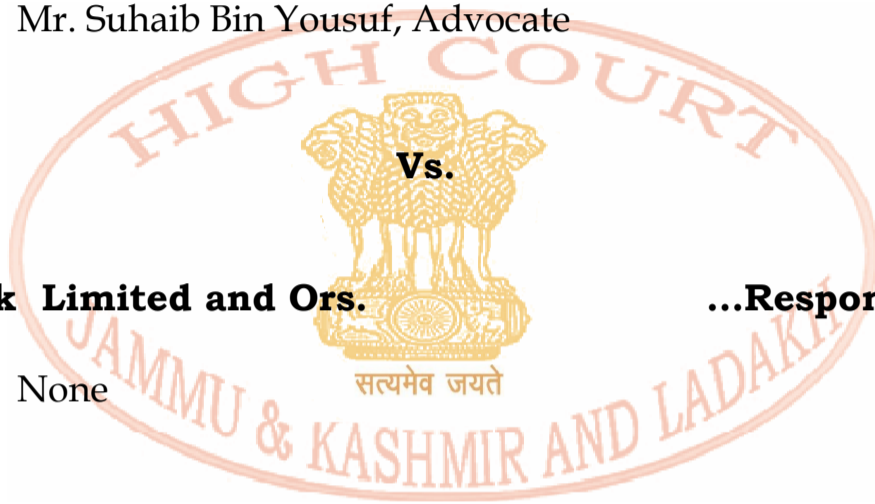 Mr. Suhaib Bin Yousuf, Advocate
HIGH COURT
Vs.
k Limited and Ors. ...Respon
None
सत्यमेव जयते
JAMMU & KASHMIR AND LADAKH